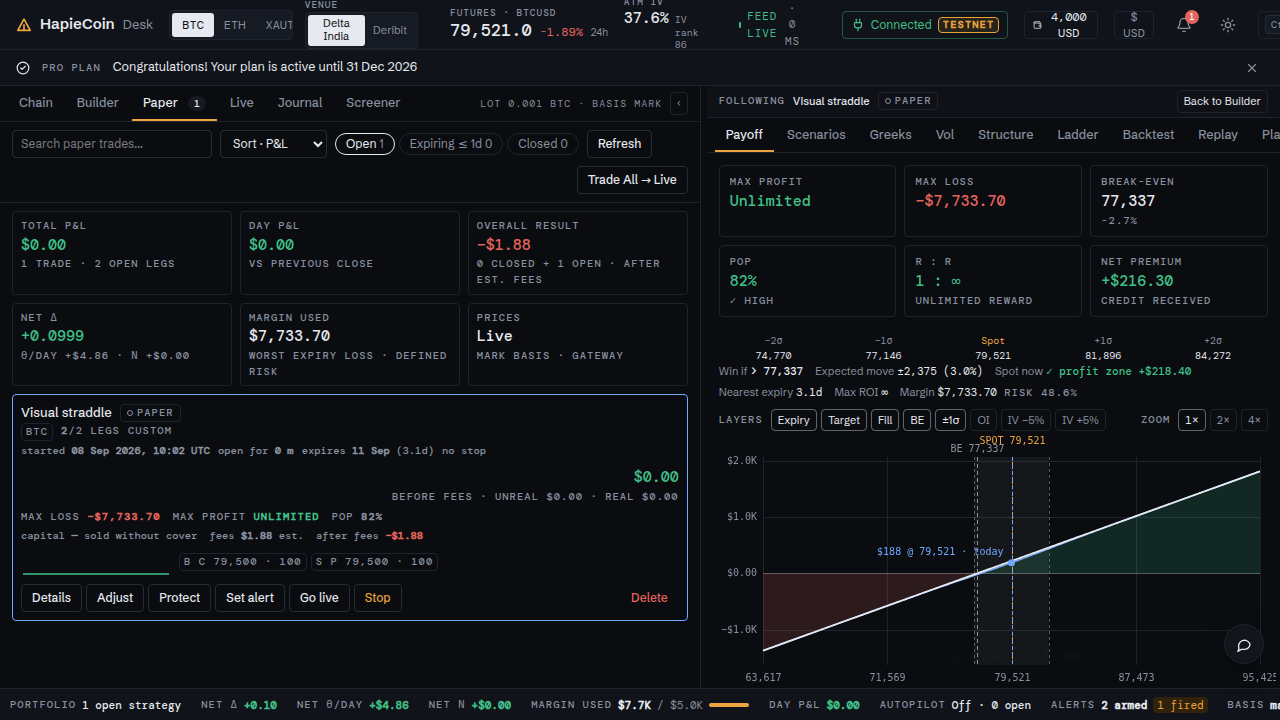 HapieCoin Desk
BTC ETH XAUT
VENUE
Delta India
Deribit
FUTURES · BTCUSD
79,521.0 -1.89% 24h
ATM IV
37.6% IV rank 86
FEED LIVE · 0 MS
Connected TESTNET
4,000 USD
$ USD
1
PRO PLAN Congratulations! Your plan is active until 31 Dec 2026
Chain Builder Paper 1 Live Journal Screener
LOT 0.001 BTC · BASIS MARK
Search paper trades...
Sort · P&L
Open 1 Expiring ≤ 1d 0 Closed 0
Refresh
Trade All → Live
TOTAL P&L
$0.00
1 TRADE · 2 OPEN LEGS
DAY P&L
$0.00
VS PREVIOUS CLOSE
OVERALL RESULT
−$1.88
0 CLOSED + 1 OPEN · AFTER
EST. FEES
NET Δ
+0.0999
θ/DAY +$4.86 · N +$0.00
MARGIN USED
$7,733.70
WORST EXPIRY LOSS · DEFINED
RISK
PRICES
Live
MARK BASIS · GATEWAY
Visual straddle PAPER
BTC 2/2 LEGS CUSTOM
started 08 Sep 2026, 10:02 UTC open for 0 m expires 11 Sep (3.1d) no stop
$0.00
BEFORE FEES · UNREAL $0.00 · REAL $0.00
MAX LOSS −$7,733.70 MAX PROFIT UNLIMITED POP 82%
capital — sold without cover fees $1.88 est. after fees −$1.88
B C 79,500 · 100 S P 79,500 · 100
Details Adjust Protect Set alert Go live Stop Delete
FOLLOWING Visual straddle PAPER
Back to Builder
Payoff Scenarios Greeks Vol Structure Ladder Backtest Replay
MAX PROFIT
Unlimited
MAX LOSS
−$7,733.70
BREAK-EVEN
77,337
-2.7%
POP
82%
✓ HIGH
R : R
1 : ∞
UNLIMITED REWARD
NET PREMIUM
+$216.30
CREDIT RECEIVED
−2σ −1σ Spot +1σ +2σ
74,770 77,146 79,521 81,896 84,272
Win if > 77,337 Expected move ±2,375 (3.0%) Spot now ✓ profit zone +$218.40
Nearest expiry 3.1d Max ROI ∞ Margin $7,733.70 RISK 48.6%
LAYERS Expiry Target Fill BE ±1σ OI IV −5% IV +5% ZOOM 1× 2× 4×
SPOT 79,521
BE 77,337
$2.0K
$1.0K
$188 @ 79,521 · today
$0.00
−$1.0K
63,617 71,569 79,521 87,473 95,425
PORTFOLIO 1 open strategy NET Δ +0.10 NET θ/DAY +$4.86 NET N +$0.00 MARGIN USED $7.7K / $5.0K DAY P&L $0.00 AUTOPILOT Off · 0 open ALERTS 2 armed 1 fired BASIS